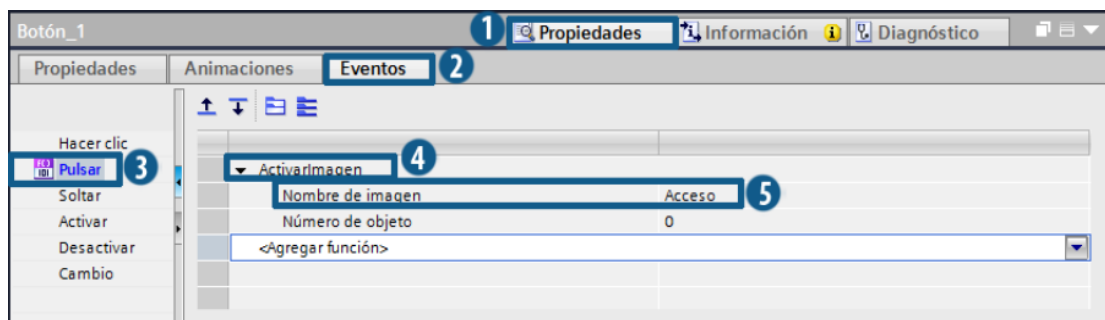 Botón_1 1 Propiedades Información Diagnóstico
Propiedades Animaciones Eventos 2
Hacer clic
Pulsar 3 ActivarImagen 4
Soltar Nombre de imagen Acceso 5
Activar Número de objeto 0
Desactivar <Agregar función>
Cambio